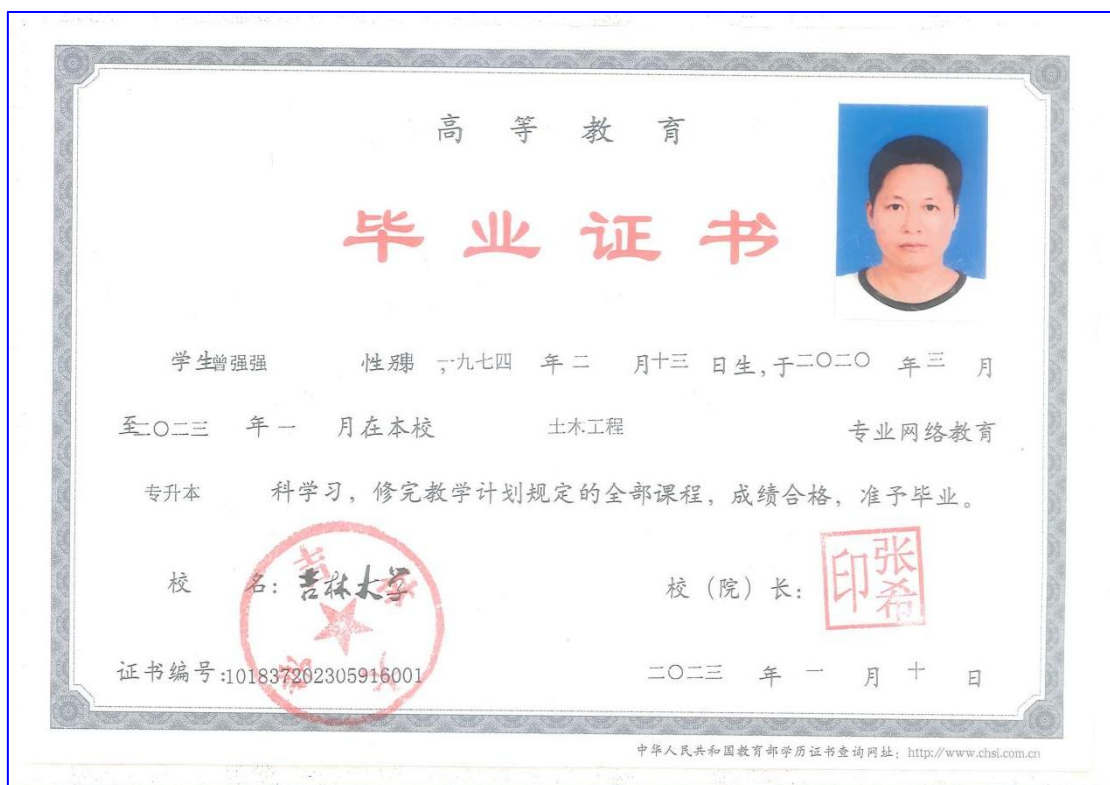 高等教育
毕业证书
学生曾强强 性别男,一九七四年二月十三日生,于二〇二〇年三月
至二〇二三年一月在本校 土木工程 专业网络教育
专升本 科学习,修完教学计划规定的全部课程,成绩合格,准予毕业。
校名:吉林大学 校(院)长:张希印
证书编号:101837202305916001 二〇二三年一月十日
吉林大学
中华人民共和国教育部学历证书查询网址:http://www.chsi.com.cn